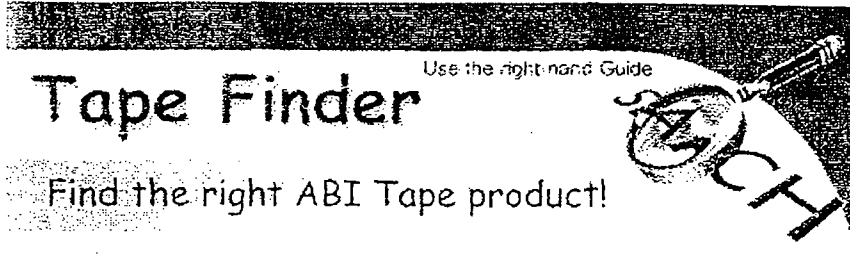 Use the right hand Guide
Tape Finder
Find the right ABI Tape product!